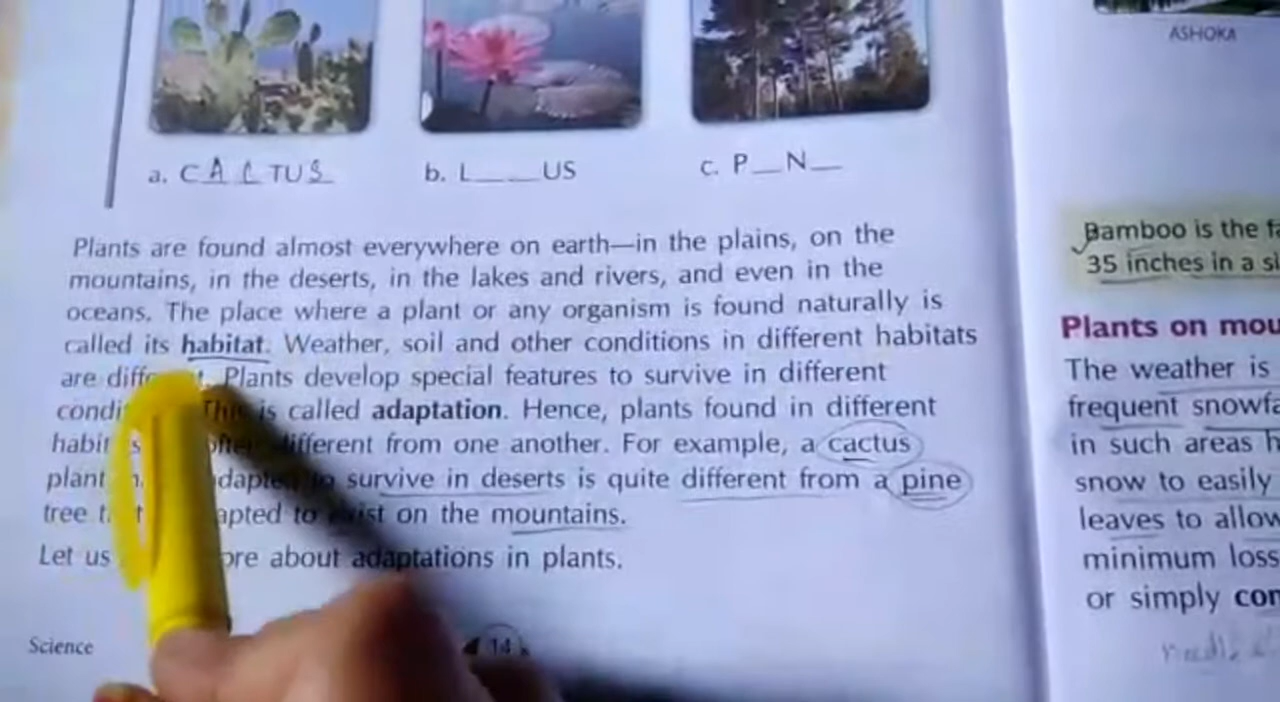 ASHOKA
a. CACTUS
b. L____US
c. P__N__
Plants are found almost everywhere on earth—in the plains, on the
mountains, in the deserts, in the lakes and rivers, and even in the
oceans. The place where a plant or any organism is found naturally is
called its habitat. Weather, soil and other conditions in different habitats
are Plants develop special features to survive in different
This is called adaptation. Hence, plants found in different
different from one another. For example, a cactus
plant to survive in deserts is quite different from a pine
tree to on the mountains.
Let us about adaptations in plants.
Science
14
Bamboo is the
35 inches in a
Plants on
The weather is
frequent
in such areas
snow to easily
leaves to allow
minimum loss
or simply